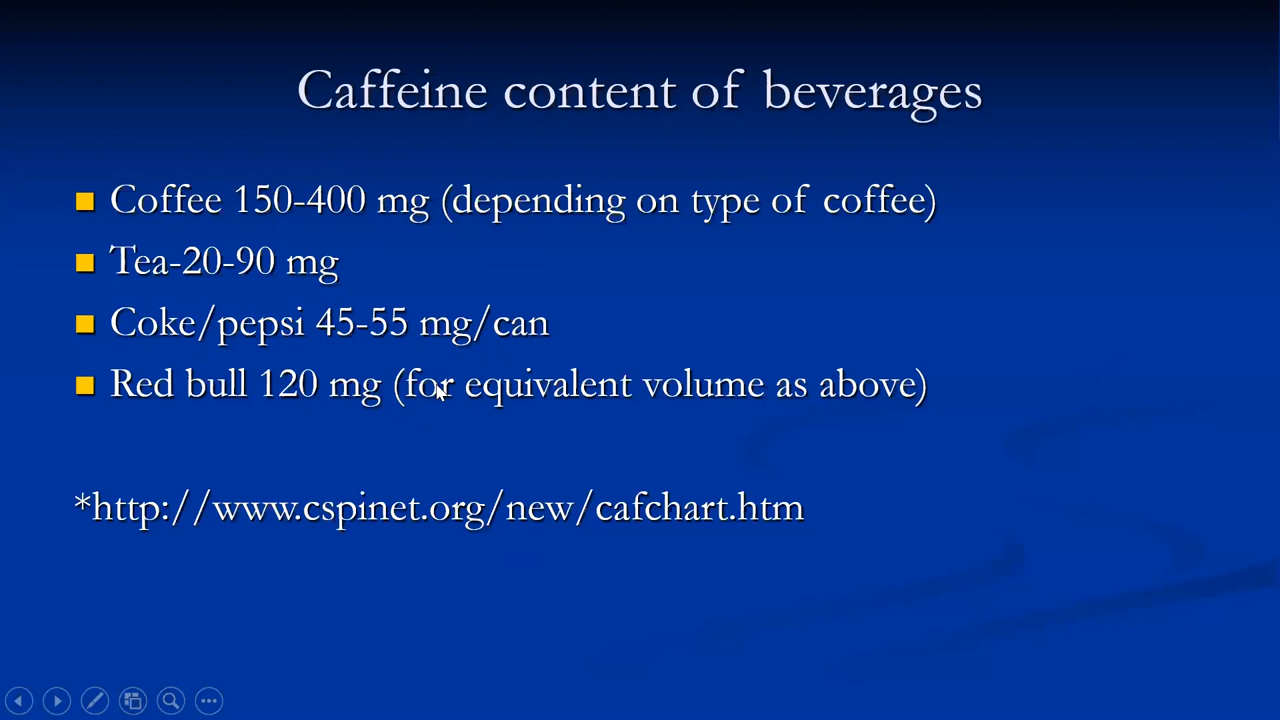 Caffeine content of beverages
Coffee 150-400 mg (depending on type of coffee)
Tea-20-90 mg
Coke/pepsi 45-55 mg/can
Red bull 120 mg (for equivalent volume as above)
*http://www.cspinet.org/new/cafchart.htm